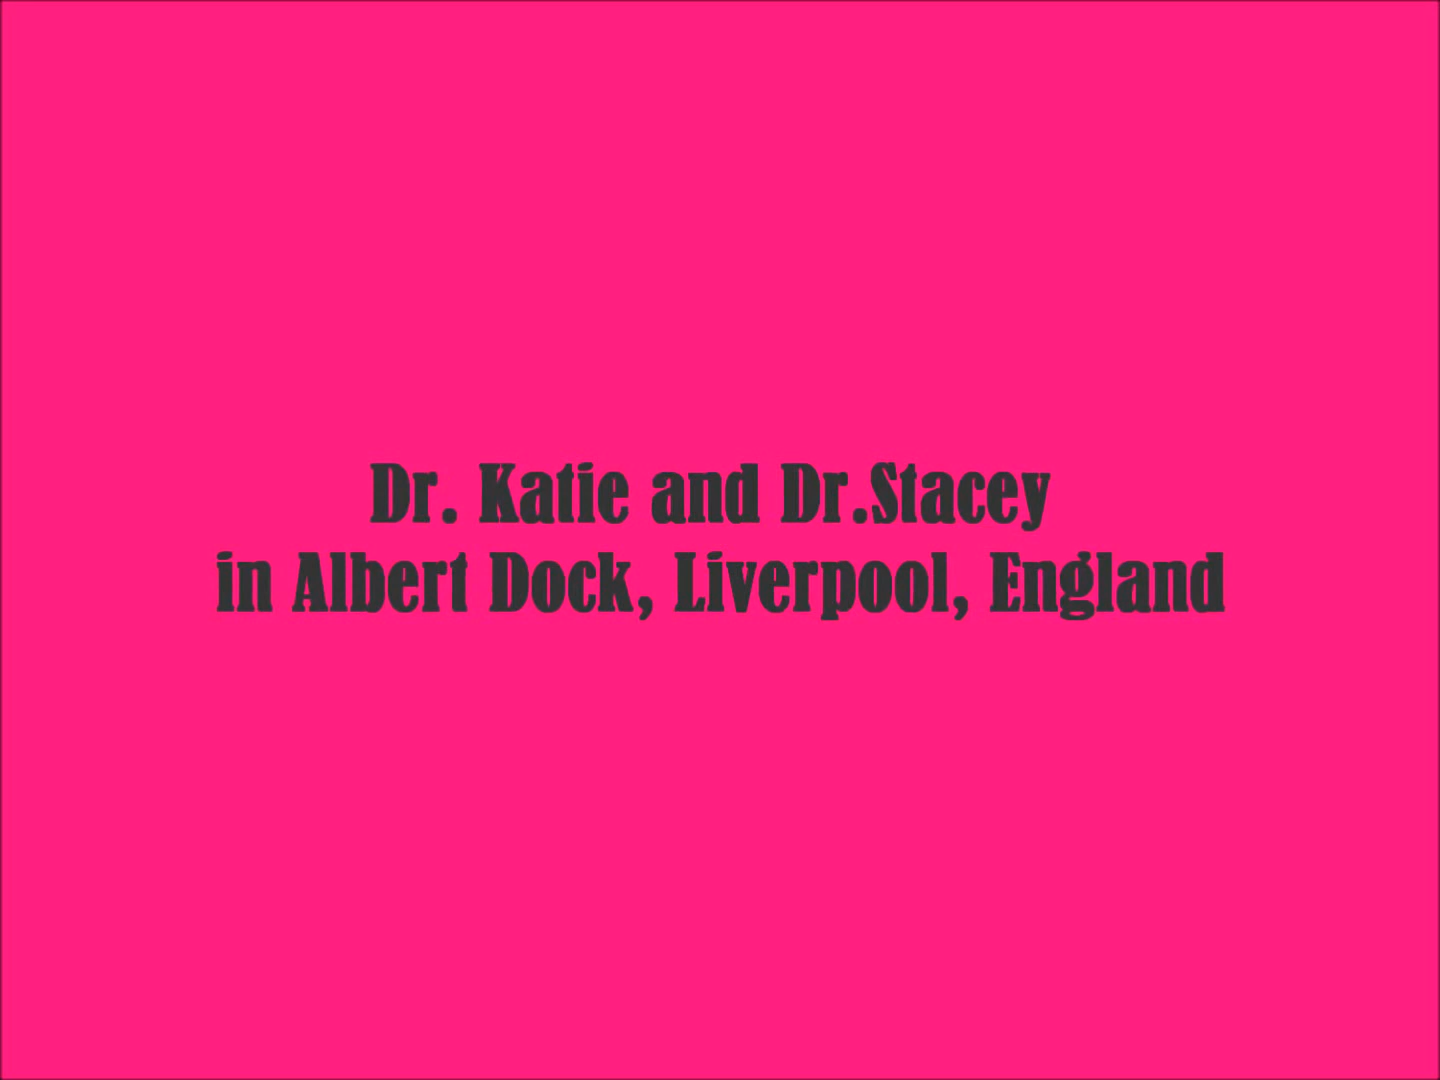 Dr. Katie and Dr.Stacey
in Albert Dock, Liverpool, England